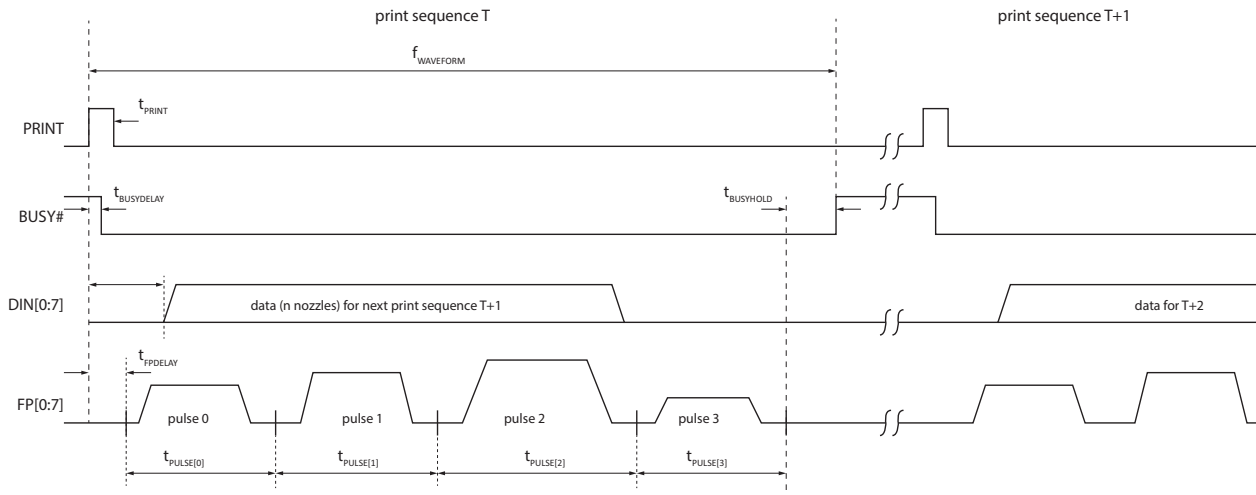 print sequence T
print sequence T+1
fWAVEFORM
tPRINT
PRINT
tBUSYDELAY
tBUSYHOLD
BUSY#
DIN[0:7]
data (n nozzles) for next print sequence T+1
data for T+2
tFPDELAY
FP[0:7]
pulse 0
pulse 1
pulse 2
pulse 3
tPULSE[0]
tPULSE[1]
tPULSE[2]
tPULSE[3]